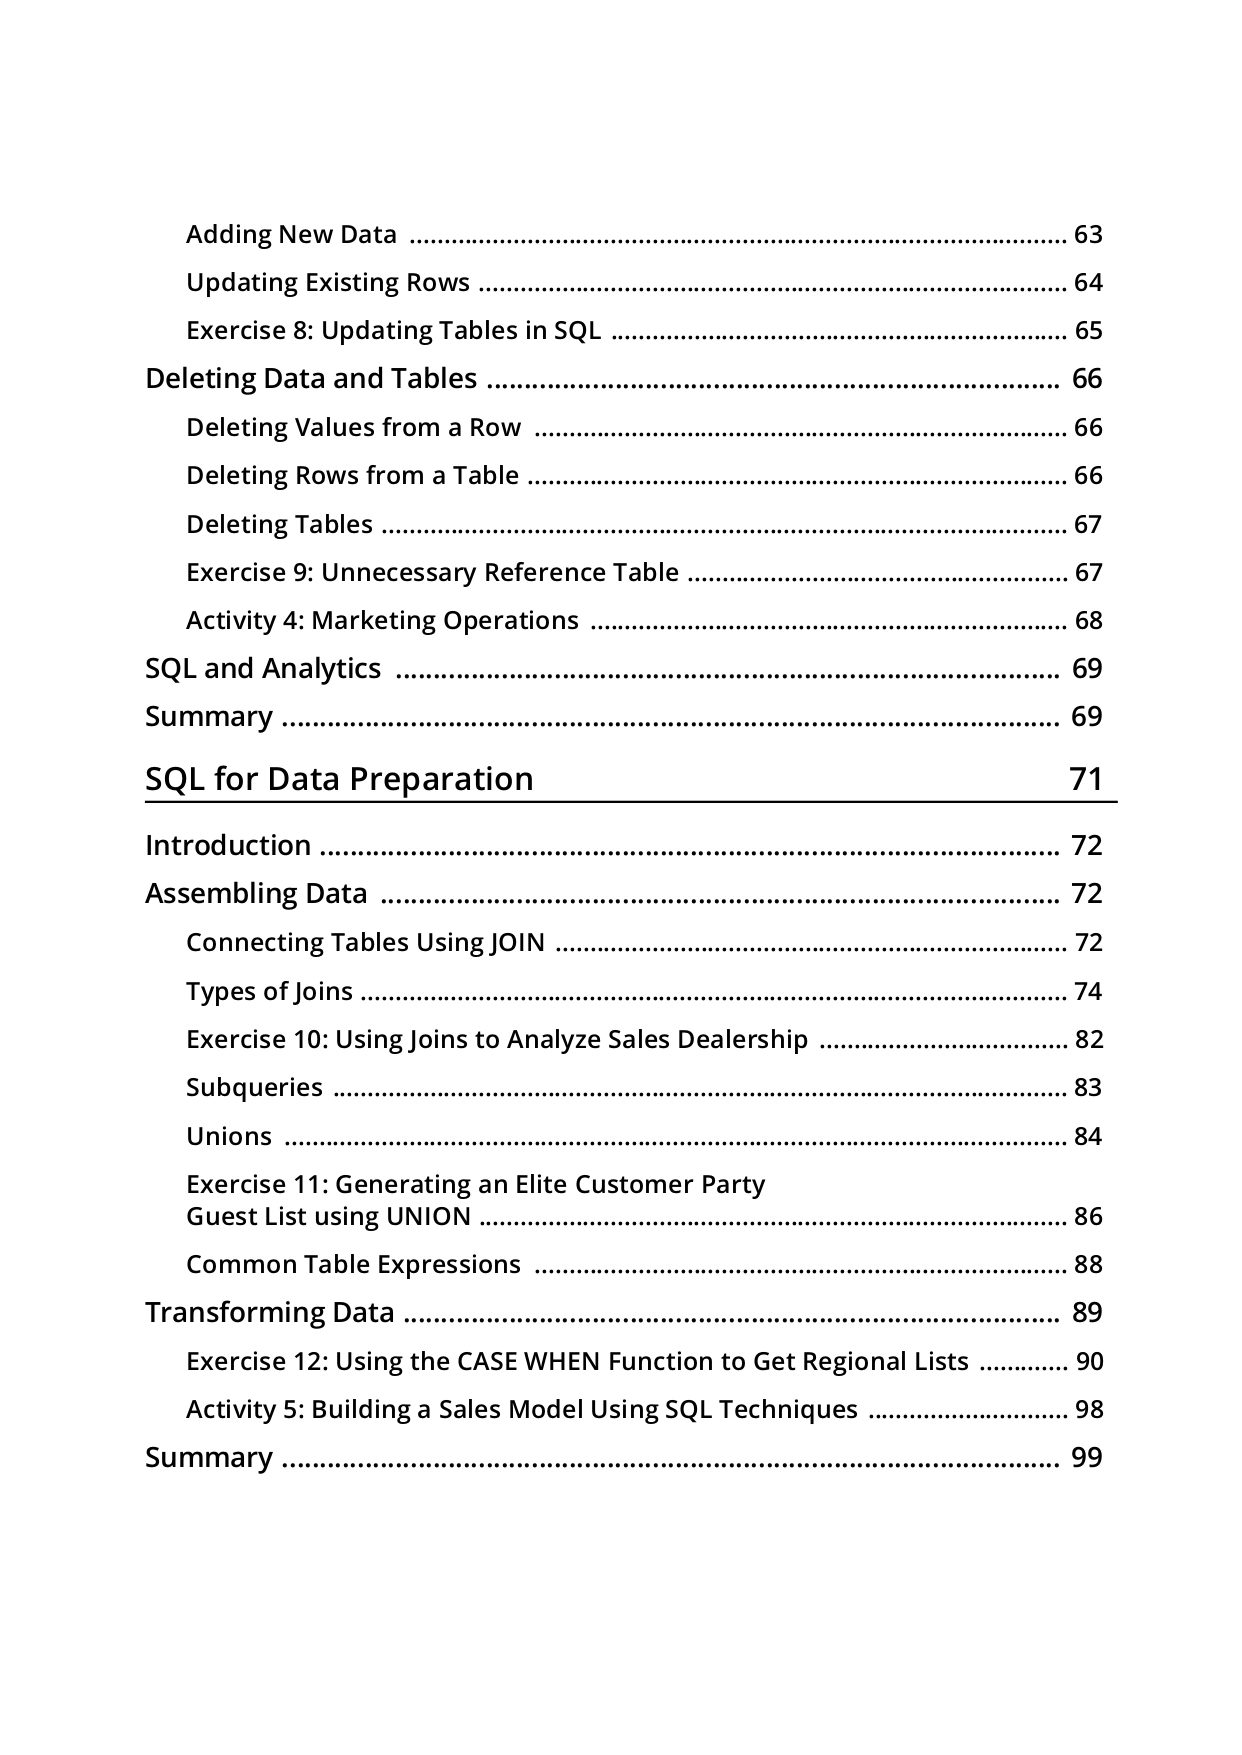 Adding New Data ........................................................................................ 63
Updating Existing Rows ........................................................................................ 64
Exercise 8: Updating Tables in SQL ........................................................................................ 65
Deleting Data and Tables ........................................................................................ 66
Deleting Values from a Row ........................................................................................ 66
Deleting Rows from a Table ........................................................................................ 66
Deleting Tables ........................................................................................ 67
Exercise 9: Unnecessary Reference Table ........................................................................................ 67
Activity 4: Marketing Operations ........................................................................................ 68
SQL and Analytics ........................................................................................ 69
Summary ........................................................................................ 69
SQL for Data Preparation 71
Introduction ........................................................................................ 72
Assembling Data ........................................................................................ 72
Connecting Tables Using JOIN ........................................................................................ 72
Types of Joins ........................................................................................ 74
Exercise 10: Using Joins to Analyze Sales Dealership .................................... 82
Subqueries ........................................................................................ 83
Unions ........................................................................................ 84
Exercise 11: Generating an Elite Customer Party
Guest List using UNION ........................................................................................ 86
Common Table Expressions ........................................................................................ 88
Transforming Data ........................................................................................ 89
Exercise 12: Using the CASE WHEN Function to Get Regional Lists ............. 90
Activity 5: Building a Sales Model Using SQL Techniques ............................. 98
Summary ........................................................................................ 99